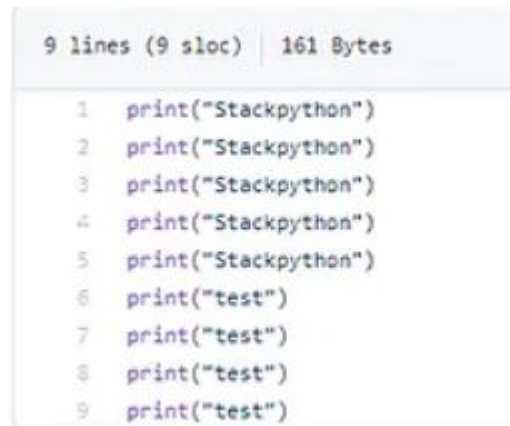 9 lines (9 sloc) 161 Bytes
1 print("Stackpython")
2 print("Stackpython")
3 print("Stackpython")
4 print("Stackpython")
5 print("Stackpython")
6 print("test")
7 print("test")
8 print("test")
9 print("test")